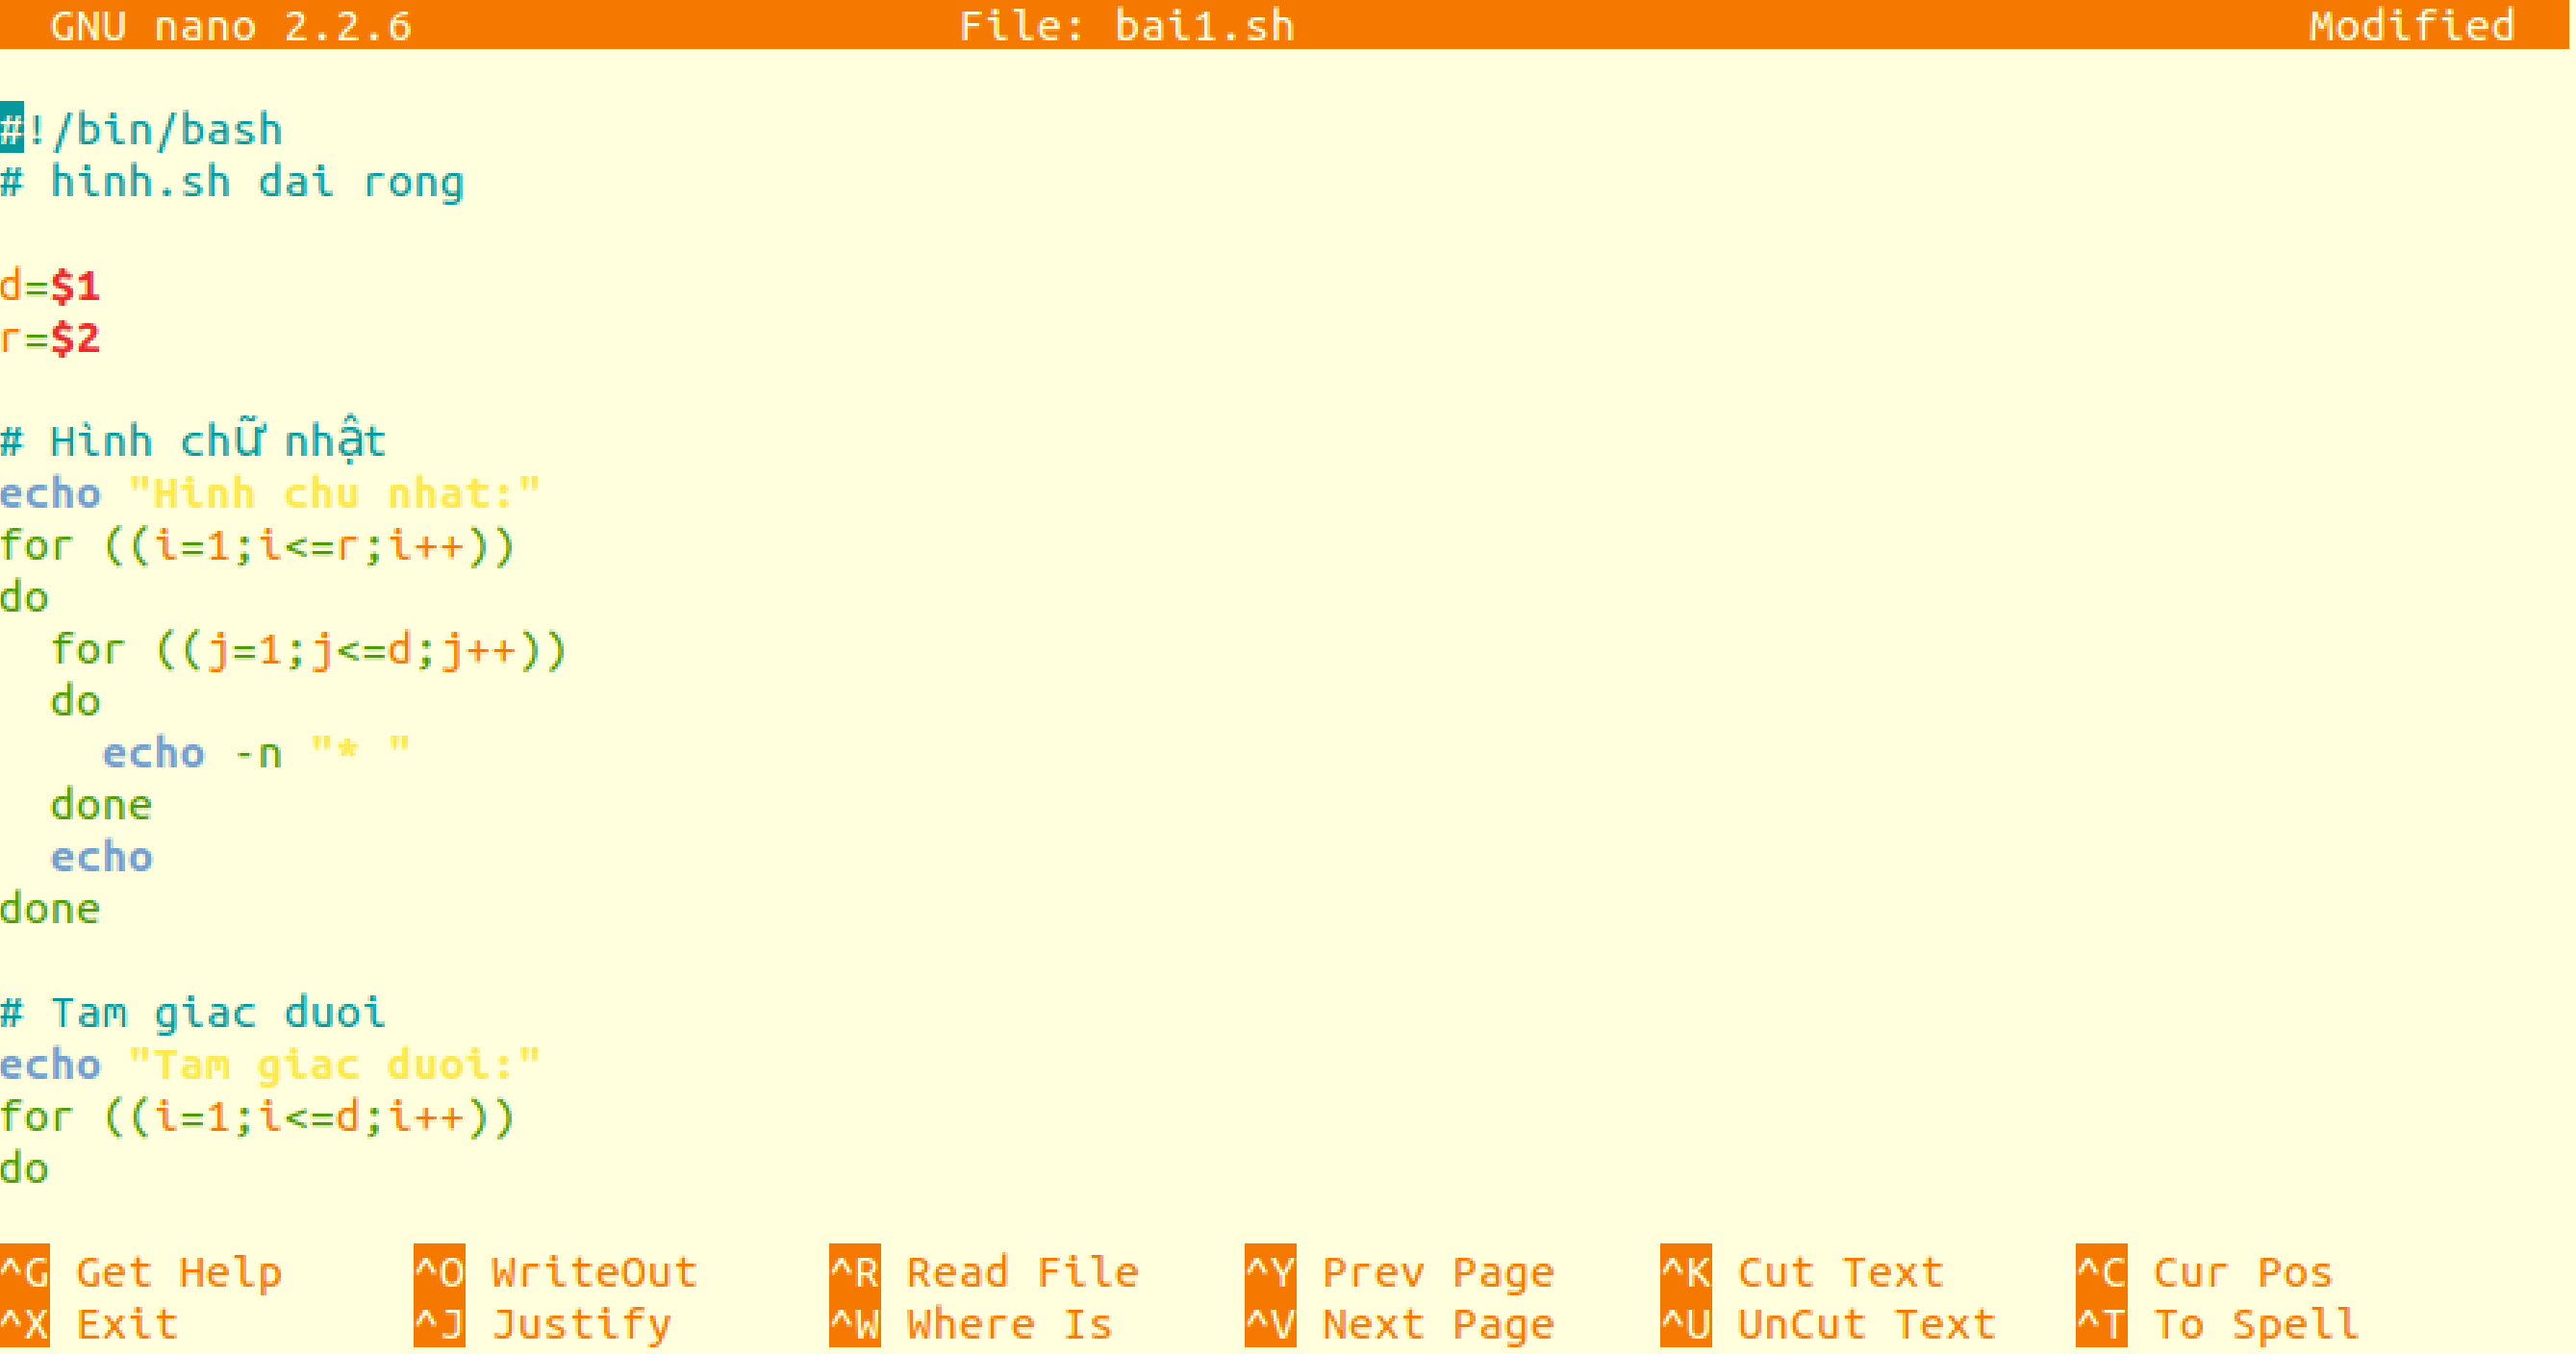 GNU nano 2.2.6 File: bai1.sh Modified
#!/bin/bash
# hinh.sh dai rong
d=$1
r=$2
# Hình chữ nhật
echo "Hinh chu nhat:"
for ((i=1;i<=r;i++))
do
for ((j=1;j<=d;j++))
do
echo -n "* "
done
echo
done
# Tam giac duoi
echo "Tam giac duoi:"
for ((i=1;i<=d;i++))
do
^G Get Help ^O WriteOut ^R Read File ^Y Prev Page ^K Cut Text ^C Cur Pos
^X Exit ^J Justify ^W Where Is ^V Next Page ^U UnCut Text ^T To Spell